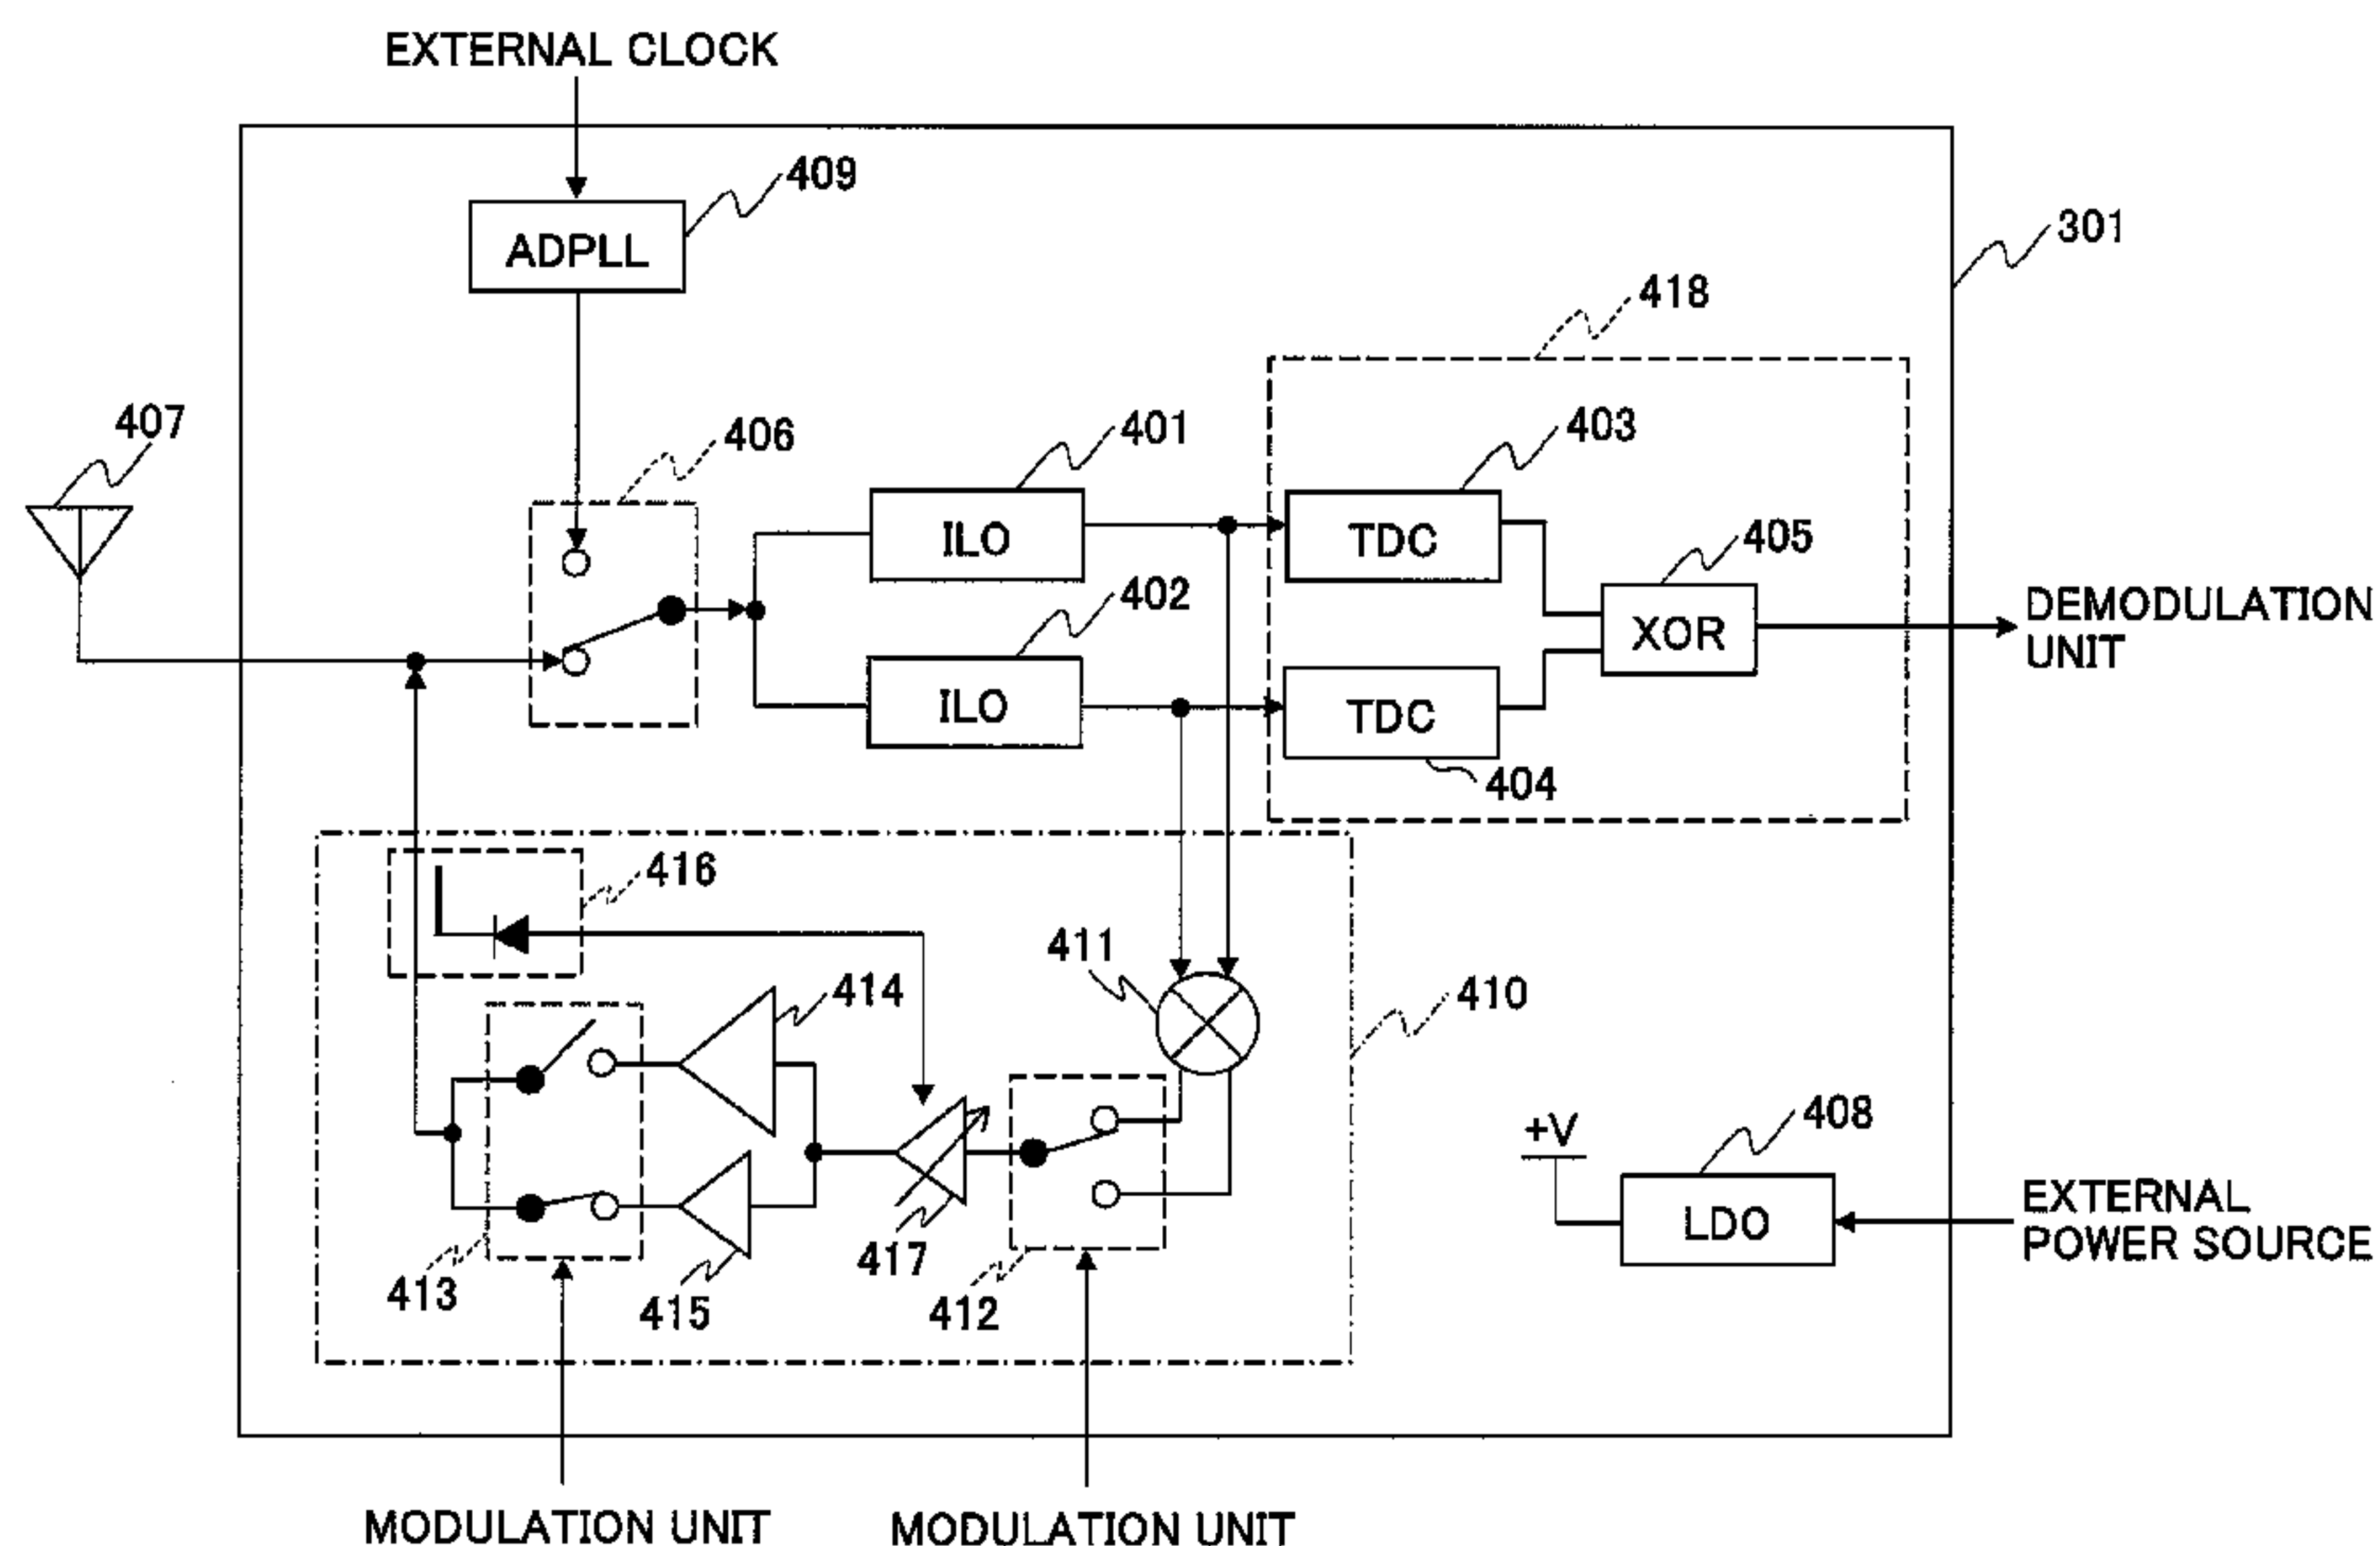 EXTERNAL CLOCK
409
ADPLL
301
418
407
406
401
403
ILO
TDC
405
402
XOR
DEMODULATION
UNIT
ILO
TDC
404
416
411
414
410
+V
408
LDO
EXTERNAL
POWER SOURCE
413
415
417
412
MODULATION UNIT
MODULATION UNIT